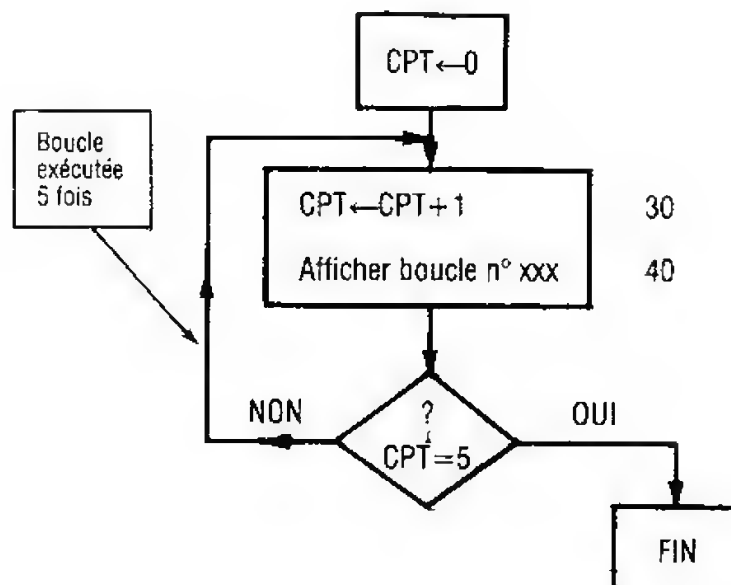 CPT←0
Boucle
exécutée
5 fois
CPT←CPT+1 30
Afficher boucle n° xxx 40
NON
?
CPT=5
OUI
FIN